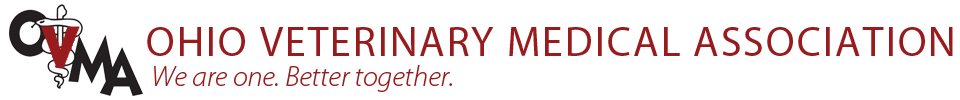 OVMA
OHIO VETERINARY MEDICAL ASSOCIATION
We are one. Better together.